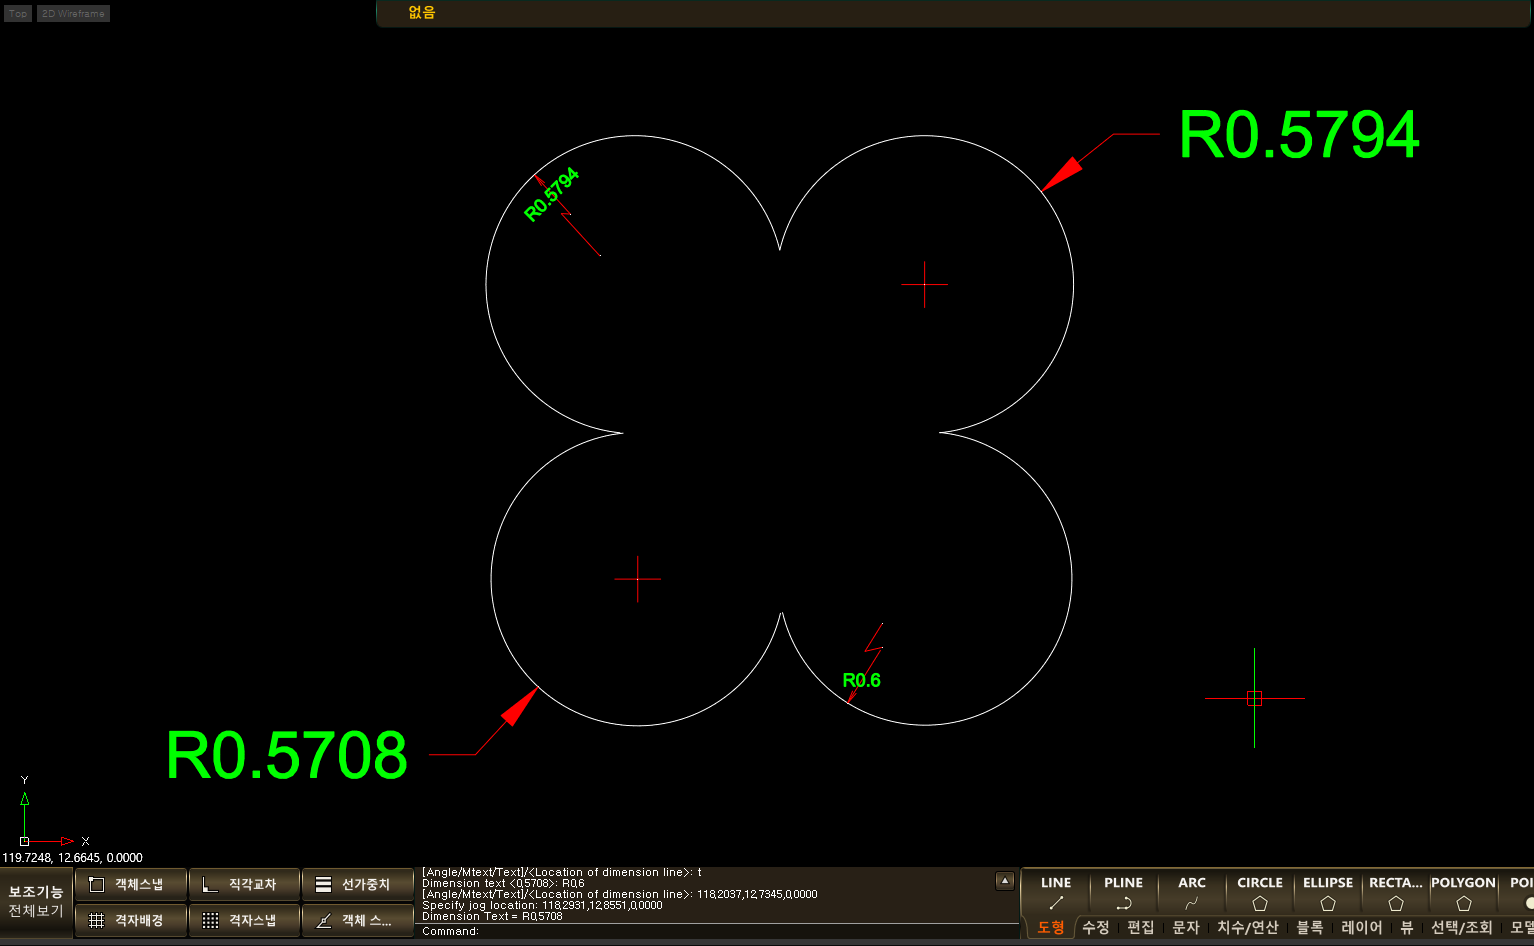 Top 2D Wireframe
없음
R0.5794
R0.5794
R0.6
R0.5708
Y
X
119.7248, 12.6645, 0.0000
보조기능
전체보기
객체스냅 직각교차 선가중치
격자배경 격자스냅 객체 스...
[Angle/Mtext/Text]/<Location of dimension line>: t
Dimension text <0.5708>: R0.6
[Angle/Mtext/Text]/<Location of dimension line>: 118.2037,12.7345,0.0000
Specify jog location: 118.2931,12.8551,0.0000
Dimension Text = R0.5708
Command:
LINE PLINE ARC CIRCLE ELLIPSE RECTA... POLYGON POI
도형 수정 편집 문자 치수/연산 블록 레이어 뷰 선택/조회 모델